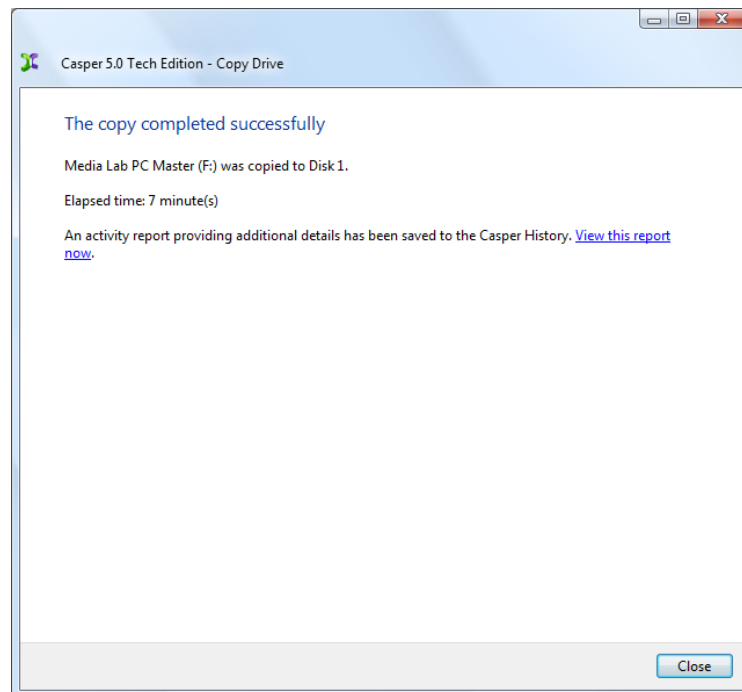 Casper 5.0 Tech Edition - Copy Drive
The copy completed successfully
Media Lab PC Master (F:) was copied to Disk 1.
Elapsed time: 7 minute(s)
An activity report providing additional details has been saved to the Casper History. View this report
now.
Close